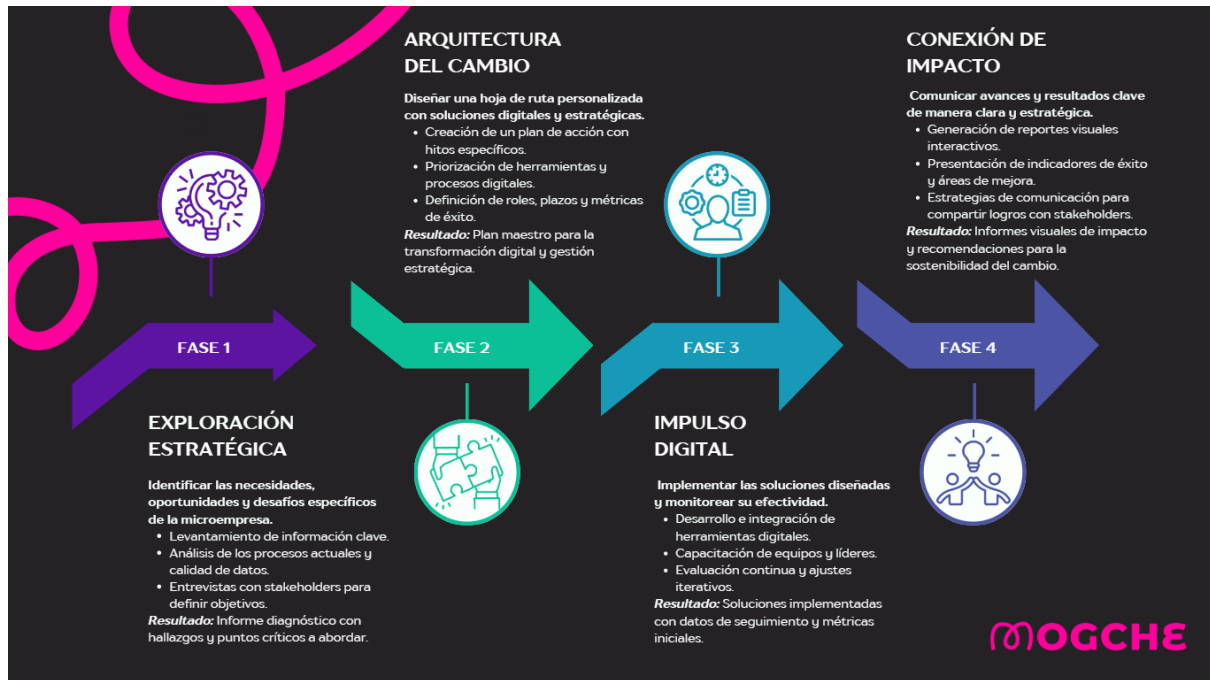 FASE 1
EXPLORACIÓN
ESTRATÉGICA
Identificar las necesidades,
oportunidades y desafíos específicos
de la microempresa.
• Levantamiento de información clave.
• Análisis de los procesos actuales y
calidad de datos.
• Entrevistas con stakeholders para
definir objetivos.
Resultado: Informe diagnóstico con
hallazgos y puntos críticos a abordar.
ARQUITECTURA
DEL CAMBIO
Diseñar una hoja de ruta personalizada
con soluciones digitales y estratégicas.
• Creación de un plan de acción con
hitos específicos.
• Priorización de herramientas y
procesos digitales.
• Definición de roles, plazos y métricas
de éxito.
Resultado: Plan maestro para la
transformación digital y gestión
estratégica.
FASE 2
FASE 3
IMPULSO
DIGITAL
Implementar las soluciones diseñadas
y monitorear su efectividad.
• Desarrollo e integración de
herramientas digitales.
• Capacitación de equipos y líderes.
• Evaluación continua y ajustes
iterativos.
Resultado: Soluciones implementadas
con datos de seguimiento y métricas
iniciales.
CONEXIÓN DE
IMPACTO
Comunicar avances y resultados clave
de manera clara y estratégica.
• Generación de reportes visuales
interactivos.
• Presentación de indicadores de éxito
y áreas de mejora.
• Estrategias de comunicación para
compartir logros con stakeholders.
Resultado: Informes visuales de impacto
y recomendaciones para la
sostenibilidad del cambio.
FASE 4
MOGCHE